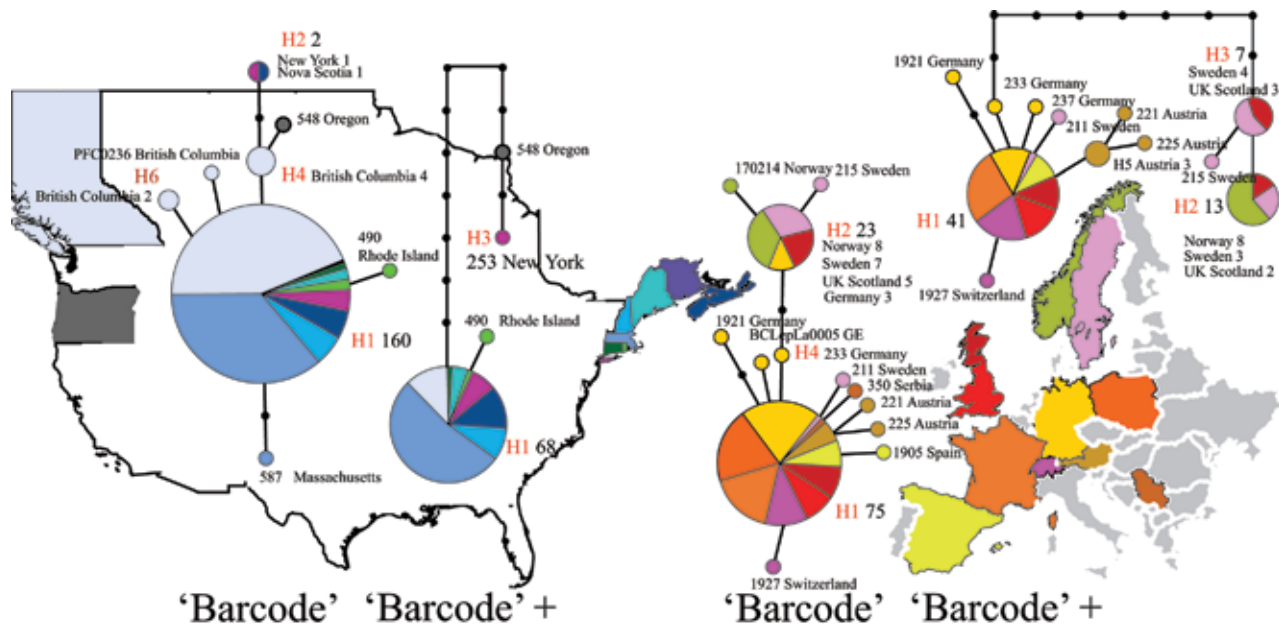 H2 2
New York 1
Nova Scotia 1
548 Oregon
PFC0236 British Columbia
H6
British Columbia 2
H4 British Columbia 4
490
Rhode Island
H1 160
587 Massachusetts
548 Oregon
H3
253 New York
490 Rhode Island
H1 68
'Barcode'
'Barcode' +
170214 Norway
215 Sweden
H2 23
Norway 8
Sweden 7
UK Scotland 5
Germany 3
1921 Germany
BCLepLa0005 GE
H4
233 Germany
211 Sweden
350 Serbia
221 Austria
225 Austria
1905 Spain
H1 75
1927 Switzerland
'Barcode'
1921 Germany
233 Germany
237 Germany
211 Sweden
221 Austria
225 Austria
H5 Austria 3
H1 41
1927 Switzerland
H3 7
Sweden 4
UK Scotland 3
215 Sweden
H2 13
Norway 8
Sweden 3
UK Scotland 2
'Barcode' +